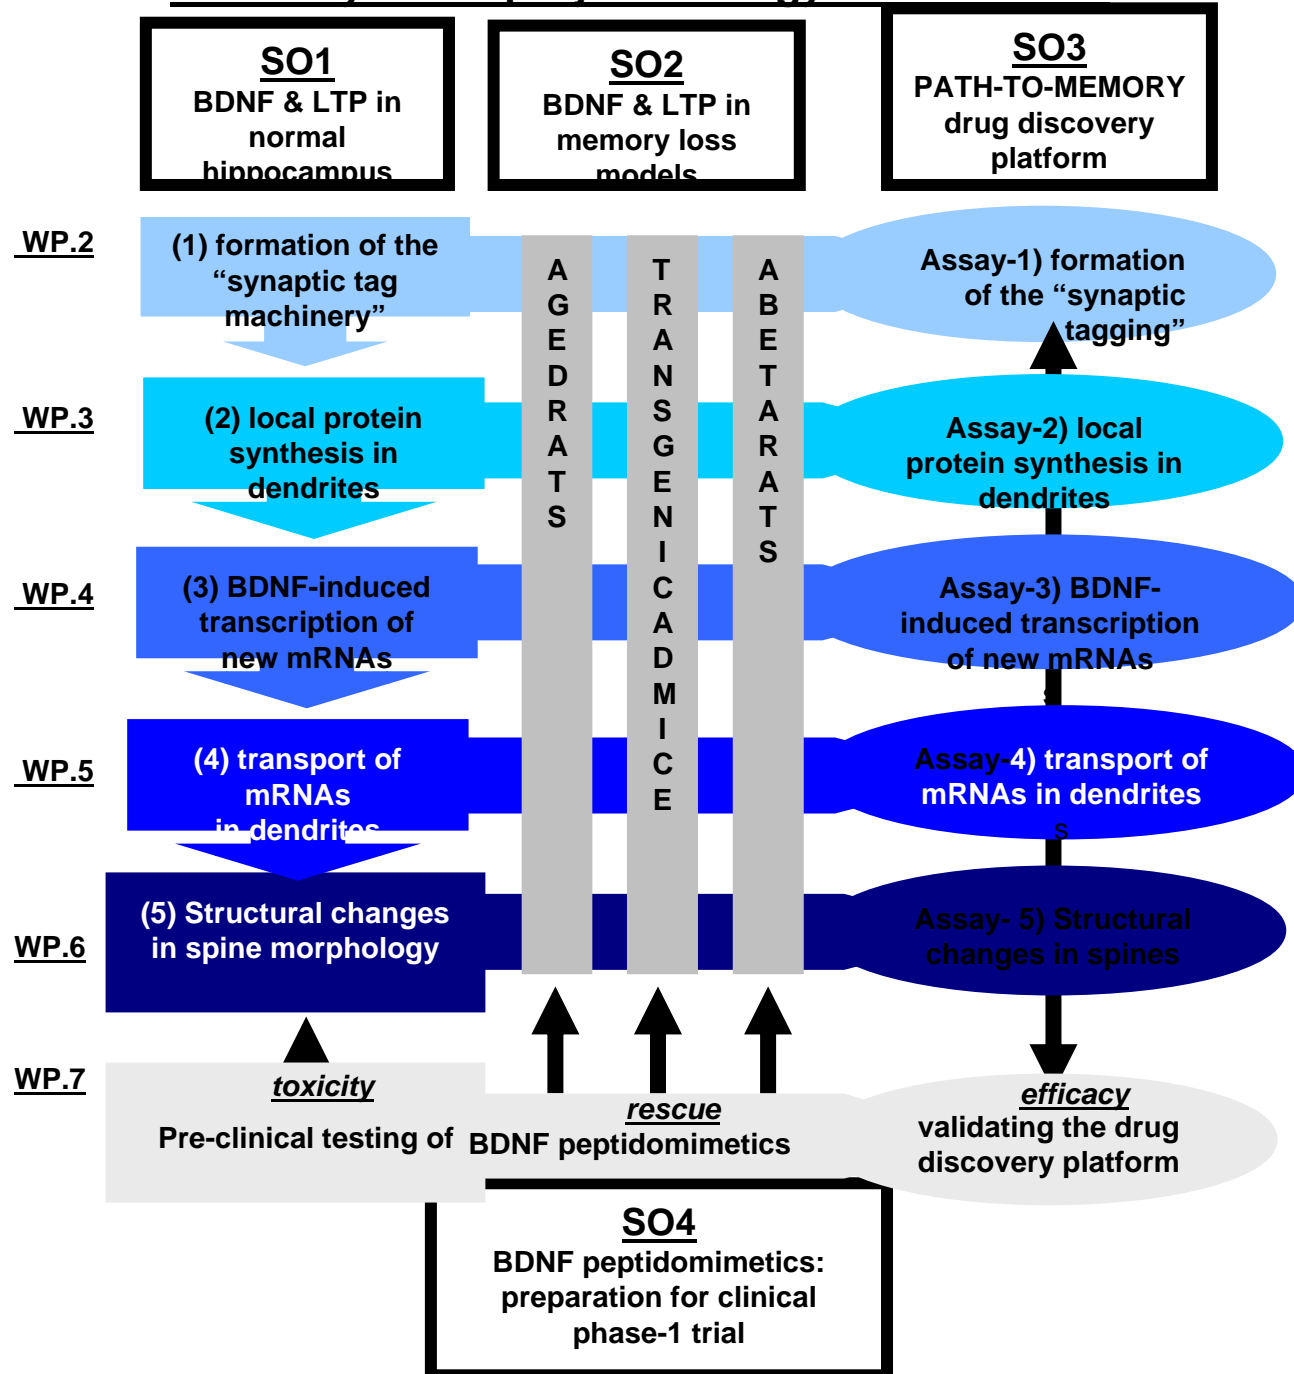 SO1
BDNF & LTP in
normal
hippocampus
SO2
BDNF & LTP in
memory loss
models
SO3
PATH-TO-MEMORY
drug discovery
platform
WP.2
(1) formation of the
“synaptic tag
machinery”
Assay-1) formation
of the “synaptic
tagging”
WP.3
(2) local protein
synthesis in
dendrites
Assay-2) local
protein synthesis in
dendrites
WP.4
(3) BDNF-induced
transcription of
new mRNAs
Assay-3) BDNF-
induced transcription
of new mRNAs
s
WP.5
(4) transport of
mRNAs
in dendrites
Assay-4) transport of
mRNAs in dendrites
s
WP.6
(5) Structural changes
in spine morphology
Assay- 5) Structural
changes in spines
A
G
E
D
R
A
T
S
T
R
A
N
S
G
E
N
I
C
A
D
M
I
C
E
A
B
E
T
A
R
A
T
S
WP.7
toxicity
Pre-clinical testing of
rescue
BDNF peptidomimetics
efficacy
validating the drug
discovery platform
SO4
BDNF peptidomimetics:
preparation for clinical
phase-1 trial